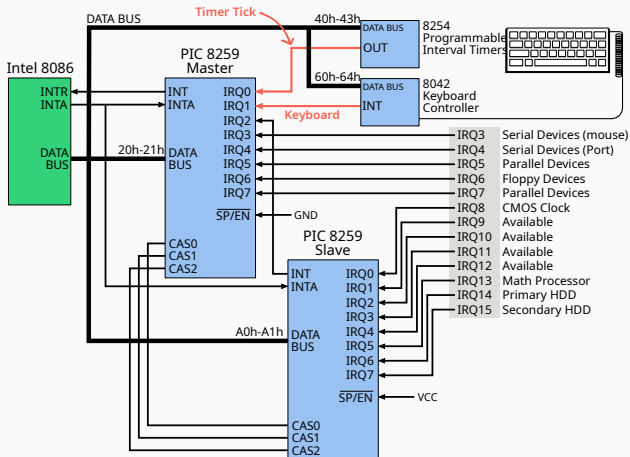 Timer Tick
DATA BUS
40h-43h
DATA BUS
OUT
8254
Programmable
Interval Timers
PIC 8259
Master
Intel 8086
INTR
INTA
DATA
BUS
20h-21h
INT
INTA
DATA
BUS
IRQ0
IRQ1
IRQ2
IRQ3
IRQ4
IRQ5
IRQ6
IRQ7
SP/EN
GND
CAS0
CAS1
CAS2
60h-64h
DATA BUS
INT
8042
Keyboard
Controller
Keyboard
IRQ3 Serial Devices (mouse)
IRQ4 Serial Devices (Port)
IRQ5 Parallel Devices
IRQ6 Floppy Devices
IRQ7 Parallel Devices
IRQ8 CMOS Clock
IRQ9 Available
IRQ10 Available
IRQ11 Available
IRQ12 Available
IRQ13 Math Processor
IRQ14 Primary HDD
IRQ15 Secondary HDD
PIC 8259
Slave
INT
INTA
A0h-A1h
DATA
BUS
IRQ0
IRQ1
IRQ2
IRQ3
IRQ4
IRQ5
IRQ6
IRQ7
SP/EN
VCC
CAS0
CAS1
CAS2